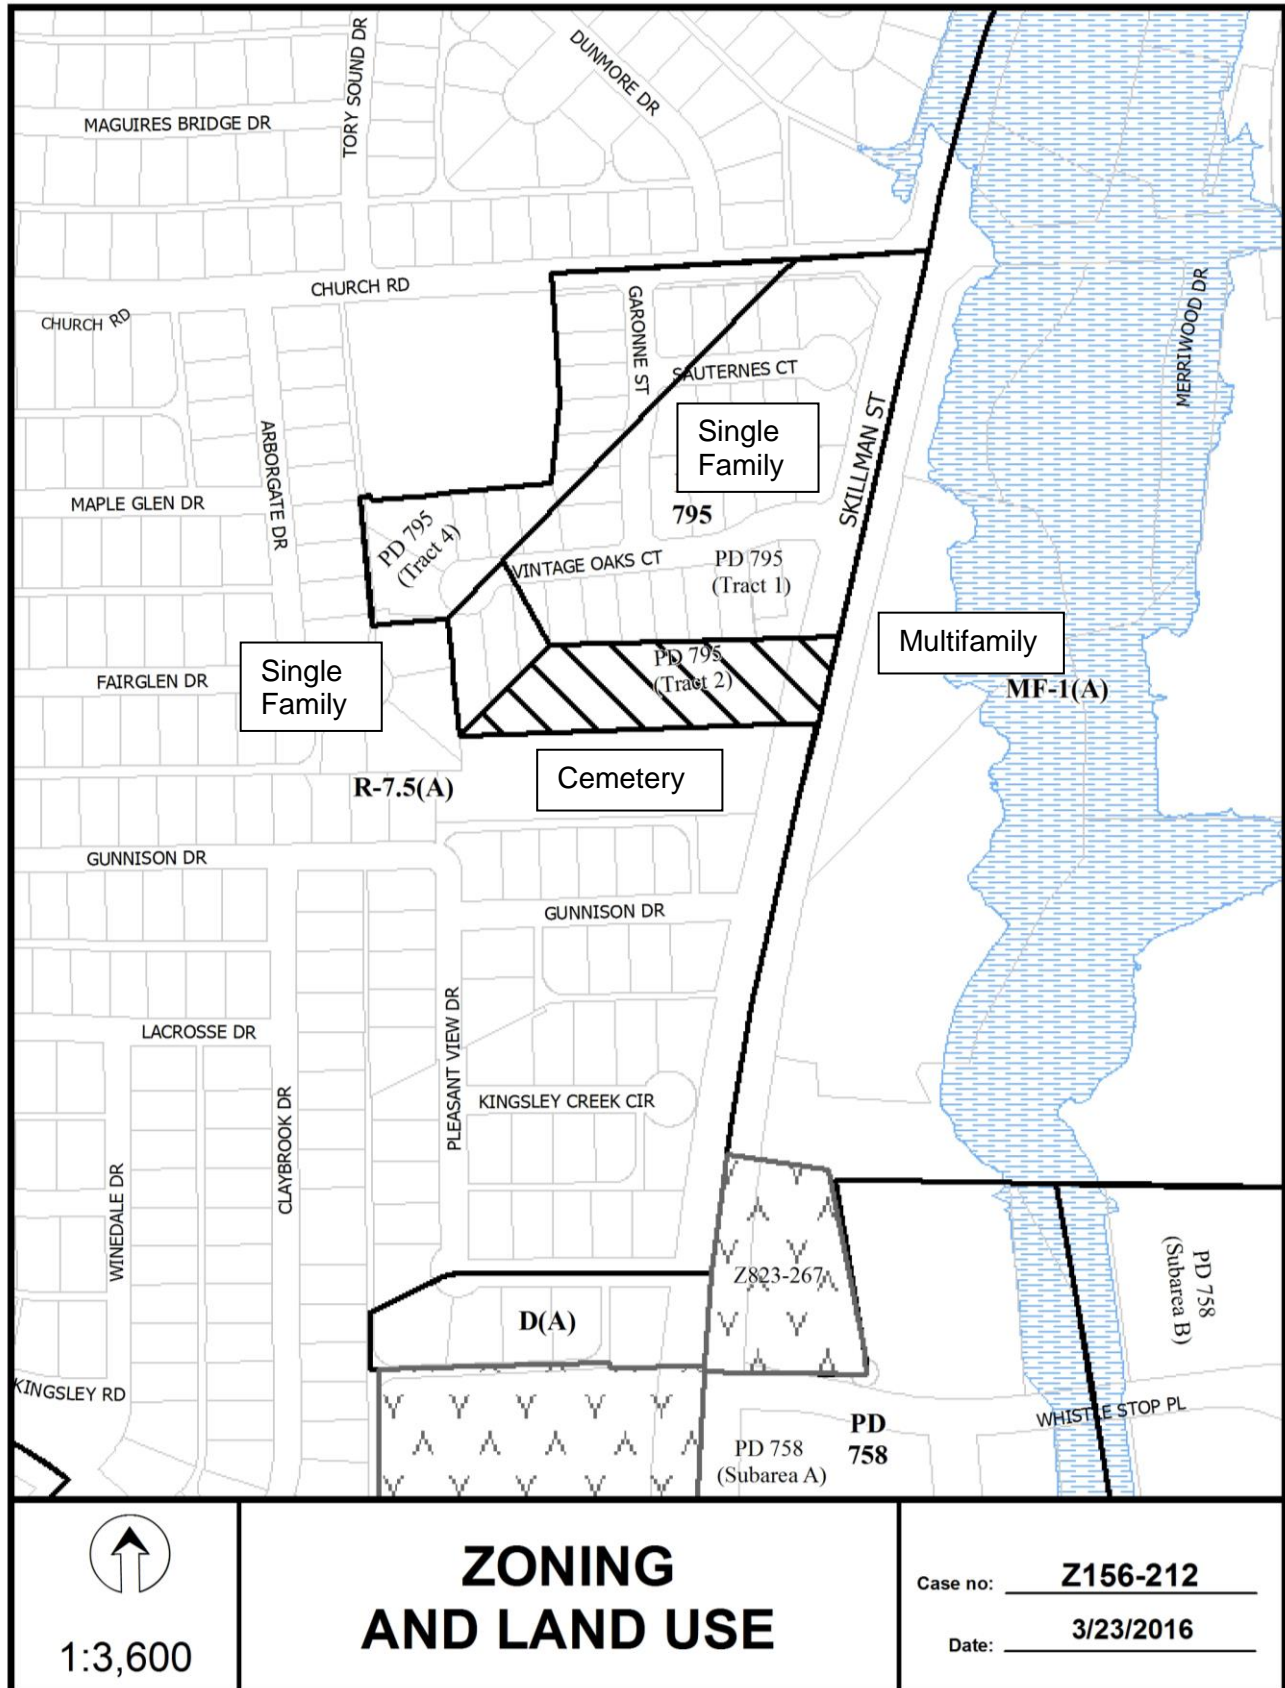 TORY SOUND DR
DUNMORE DR
MAGUIRES BRIDGE DR
CHURCH RD
CHURCH RD
GARONNE ST
MERRIWOOD DR
SAUTERNES CT
SKILLMAN ST
Single
Family
ARBORGATE DR
MAPLE GLEN DR
795
PD 795
(Tract 4)
VINTAGE OAKS CT
PD 795
(Tract 1)
Multifamily
PD 795
(Tract 2)
Single
Family
FAIRGLEN DR
MF-1(A)
Cemetery
R-7.5(A)
GUNNISON DR
GUNNISON DR
LACROSSE DR
PLEASANT VIEW DR
KINGSLEY CREEK CIR
CLAYBROOK DR
WINEDALE DR
Z823-267
PD 758
(Subarea B)
D(A)
KINGSLEY RD
WHISTLE STOP PL
PD
758
PD 758
(Subarea A)
1:3,600
ZONING
AND LAND USE
Case no: Z156-212
Date: 3/23/2016